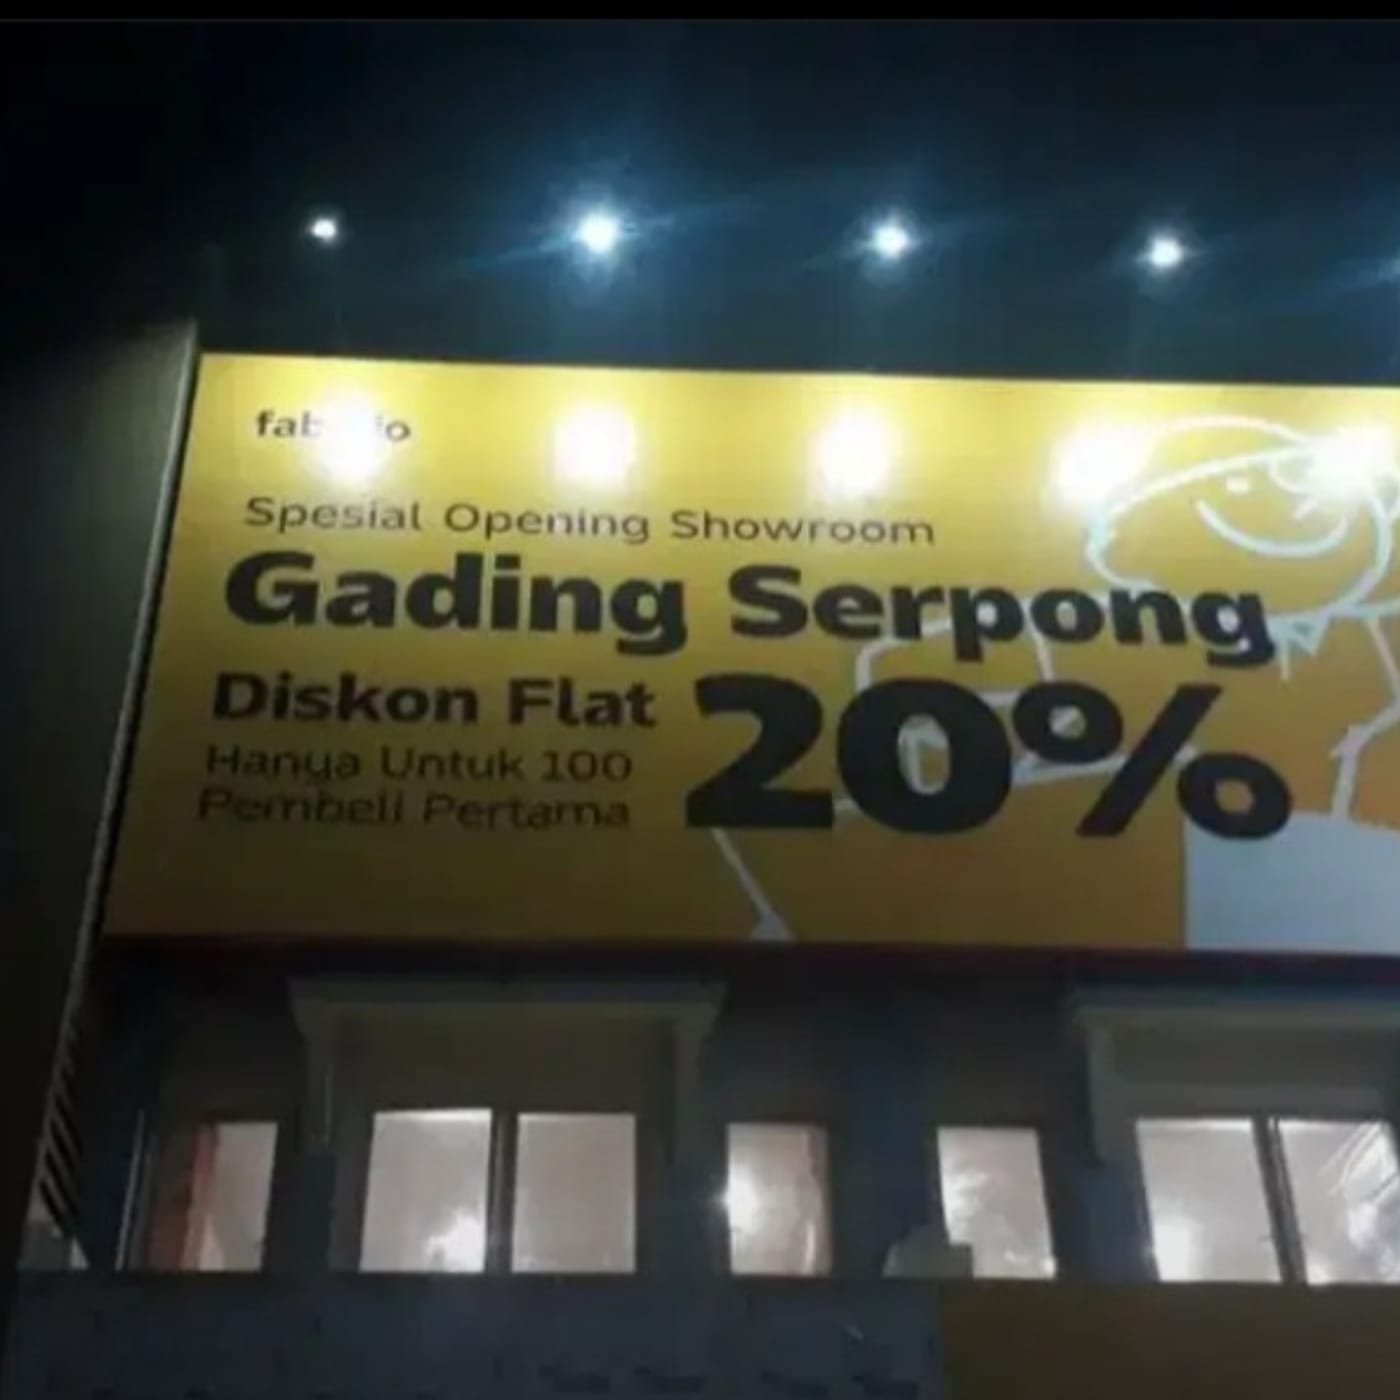 Spesial Opening Showroom
Gading Serpong
Diskon Flat 20%
Hanya Untuk 100
Pembeli Pertama